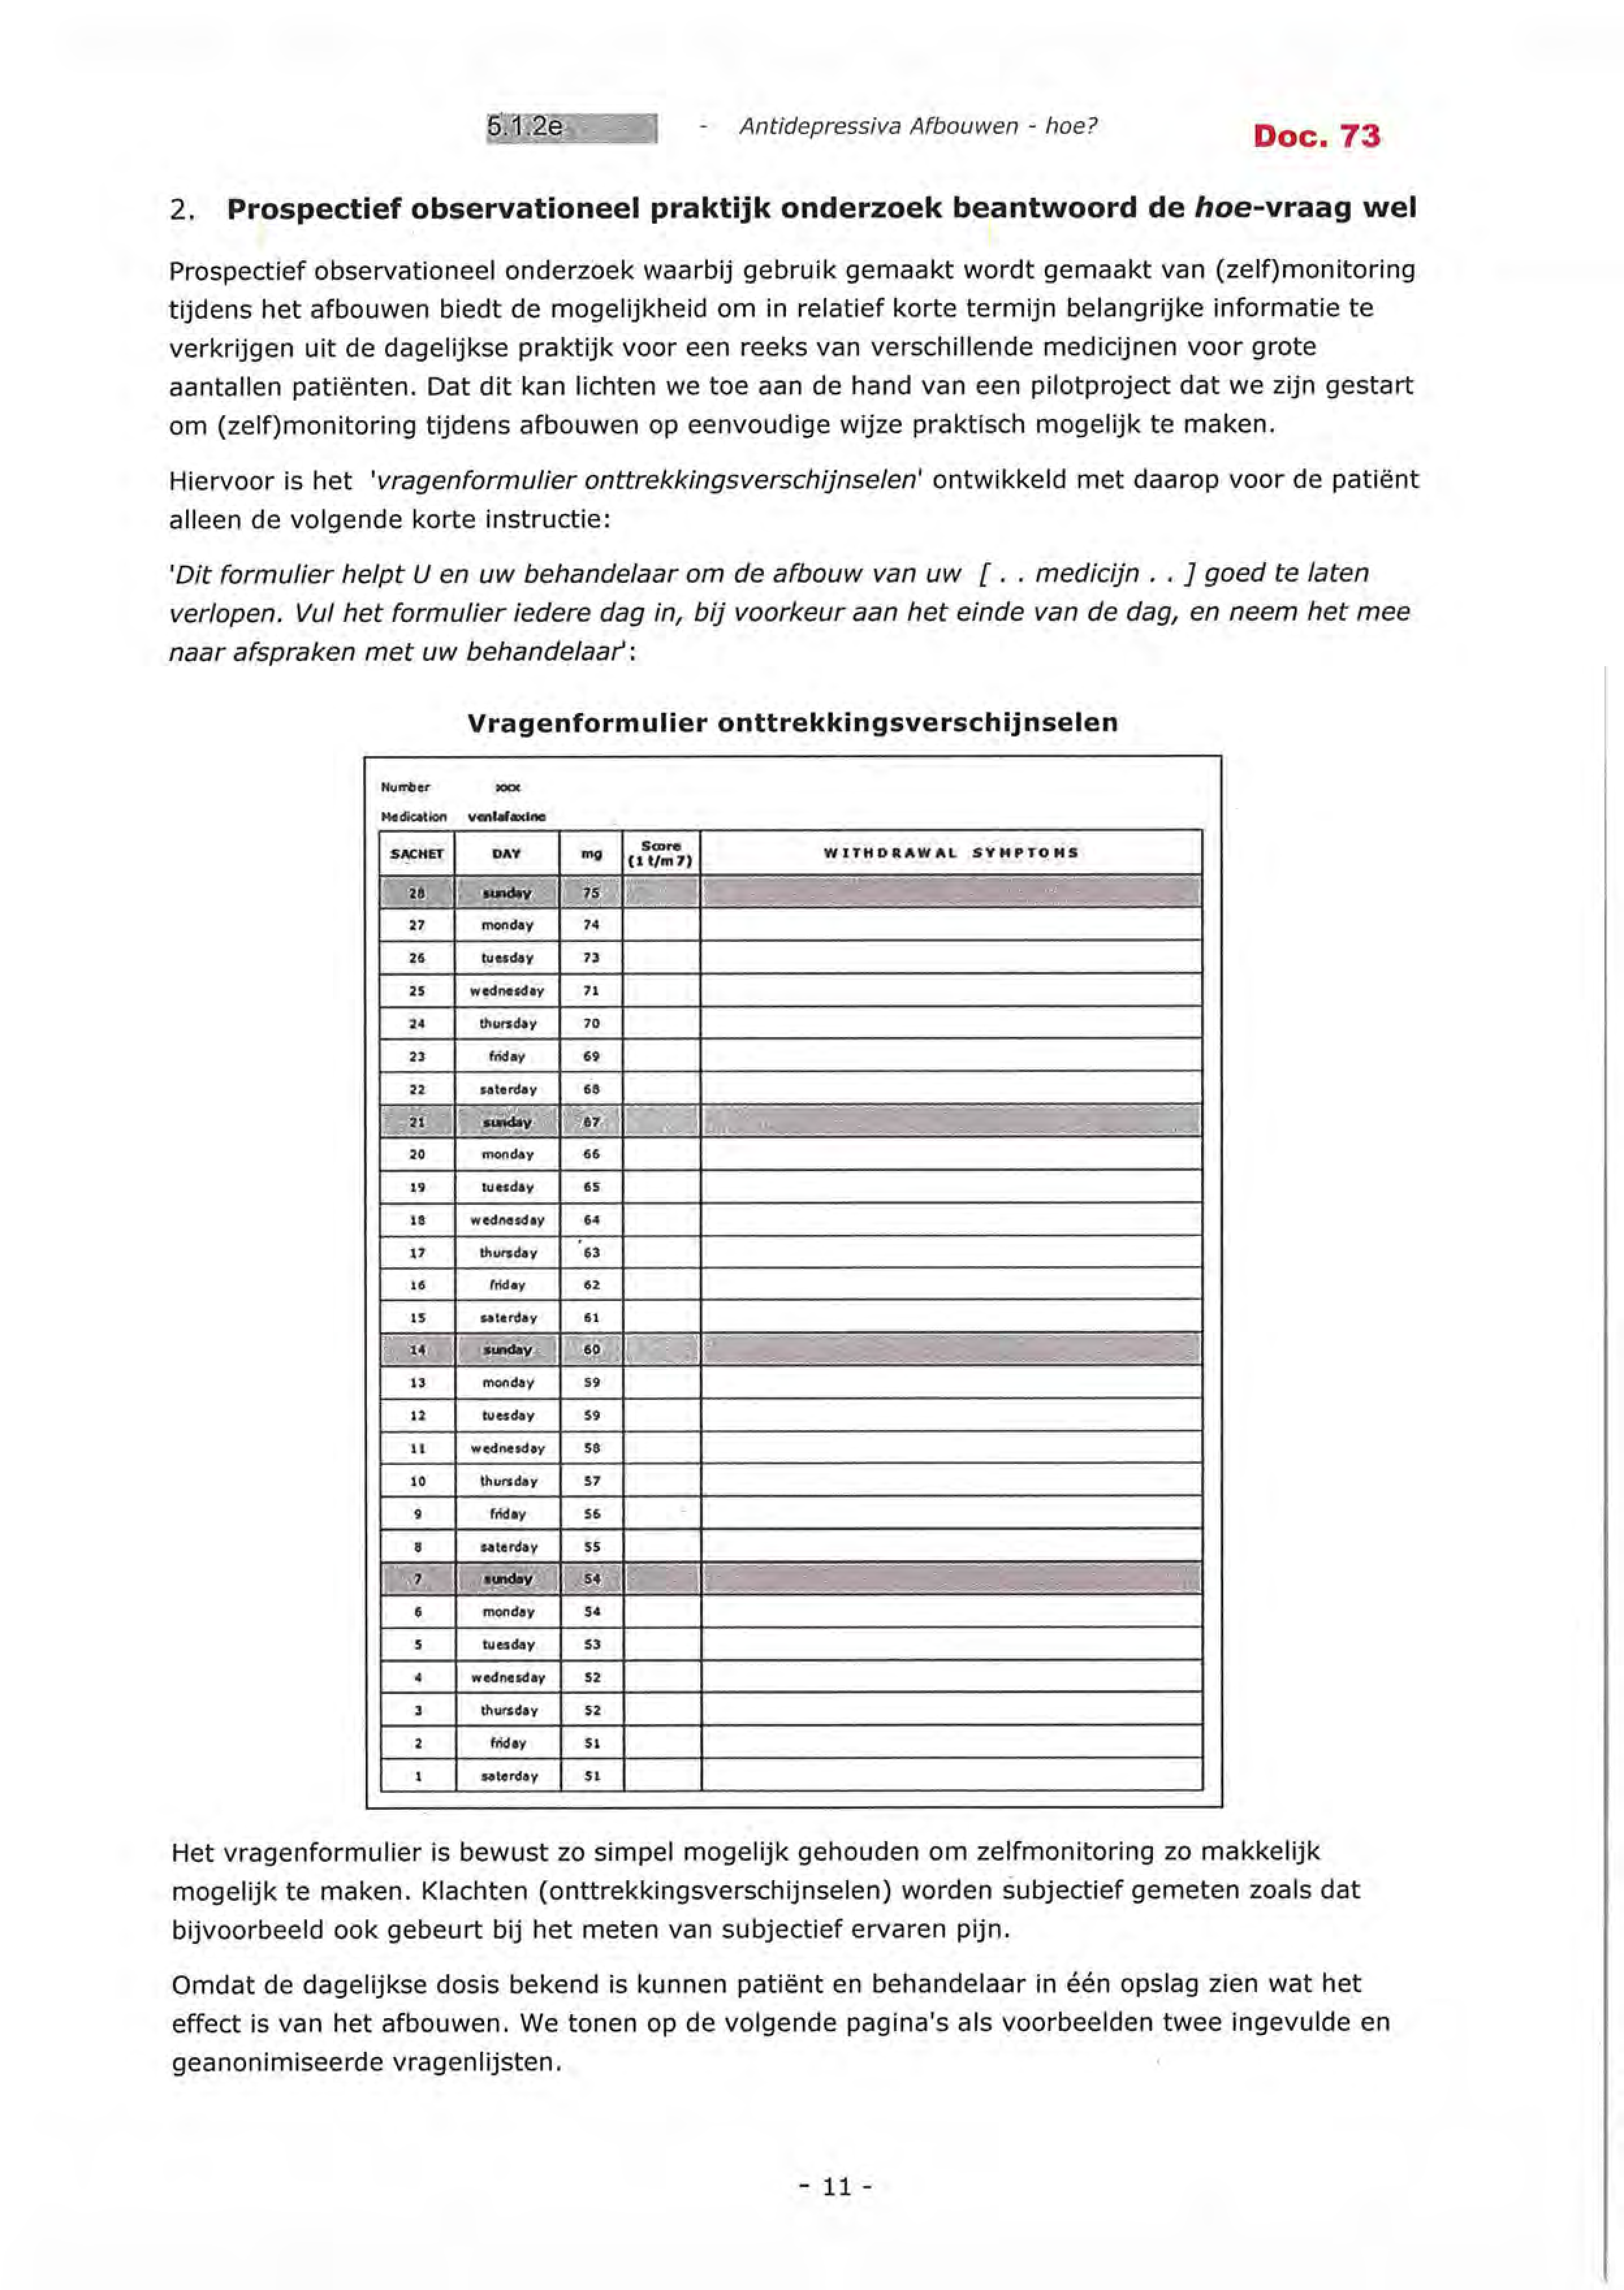 5.1.2e - Antidepressiva Afbouwen - hoe? Doc. 73
2. Prospectief observationeel praktijk onderzoek beantwoord de hoe-vraag wel
Prospectief observationeel onderzoek waarbij gebruik gemaakt wordt gemaakt van (zelf)monitoring
tijdens het afbouwen biedt de mogelijkheid om in relatief korte termijn belangrijke informatie te
verkrijgen uit de dagelijkse praktijk voor een reeks van verschillende medicijnen voor grote
aantallen patiënten. Dat dit kan lichten we toe aan de hand van een pilotproject dat we zijn gestart
om (zelf)monitoring tijdens afbouwen op eenvoudige wijze praktisch mogelijk te maken.
Hiervoor is het 'vragenformulier onttrekkingsverschijnselen' ontwikkeld met daarop voor de patiënt
alleen de volgende korte instructie:
'Dit formulier helpt U en uw behandelaar om de afbouw van uw [ . . medicijn . . ] goed te laten
verlopen. Vul het formulier iedere dag in, bij voorkeur aan het einde van de dag, en neem het mee
naar afspraken met uw behandelaar':
Vragenformulier onttrekkingsverschijnselen
Number xxx
Medication venlafaxine
SACHET DAY mg Score (1 t/m 7) WITHDRAWAL SYMPTOMS
28 sunday 75
27 monday 74
26 tuesday 73
25 wednesday 71
24 thursday 70
23 friday 69
22 saterday 68
21 sunday 67
20 monday 66
19 tuesday 65
18 wednesday 64
17 thursday 63
16 friday 62
15 saterday 61
14 sunday 60
13 monday 59
12 tuesday 59
11 wednesday 58
10 thursday 57
9 friday 56
8 saterday 55
7 sunday 54
6 monday 54
5 tuesday 53
4 wednesday 52
3 thursday 52
2 friday 51
1 saterday 51
Het vragenformulier is bewust zo simpel mogelijk gehouden om zelfmonitoring zo makkelijk
mogelijk te maken. Klachten (onttrekkingsverschijnselen) worden subjectief gemeten zoals dat
bijvoorbeeld ook gebeurt bij het meten van subjectief ervaren pijn.
Omdat de dagelijkse dosis bekend is kunnen patiënt en behandelaar in één opslag zien wat het
effect is van het afbouwen. We tonen op de volgende pagina's als voorbeelden twee ingevulde en
geanonimiseerde vragenlijsten.
- 11 -